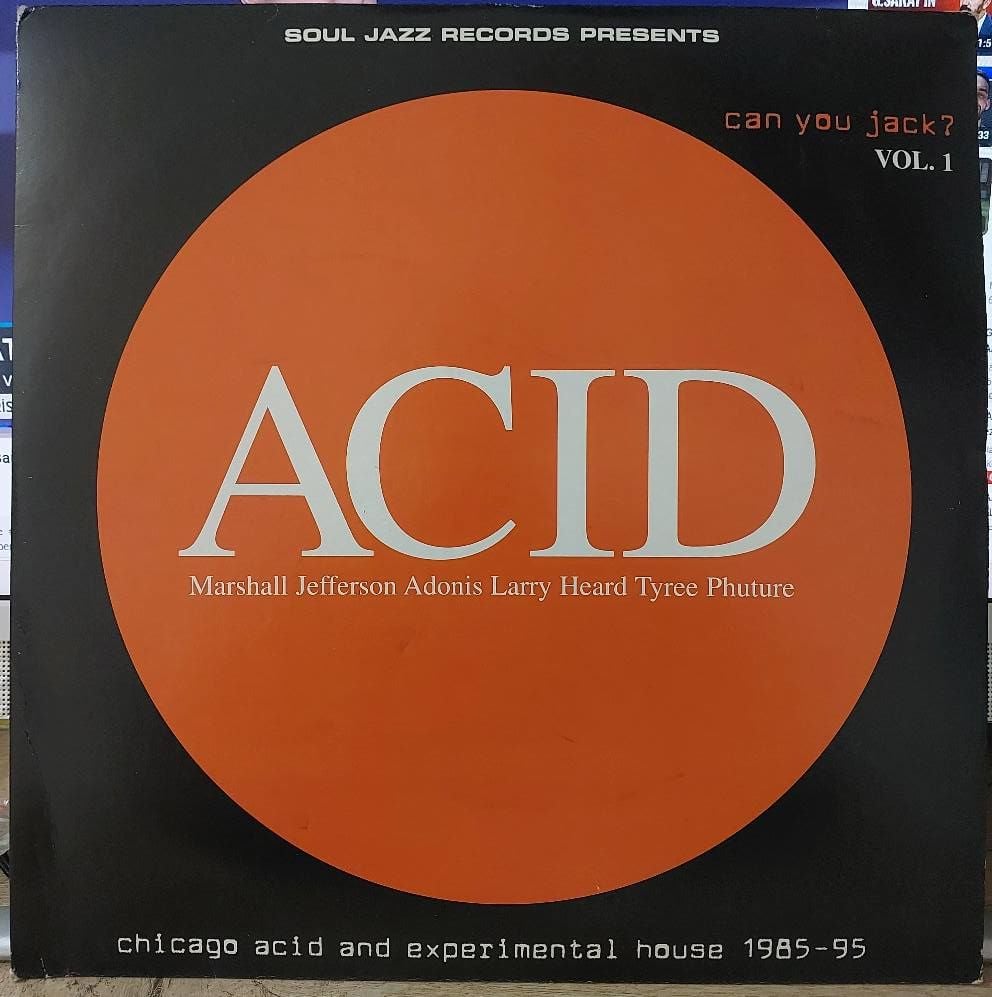 SOUL JAZZ RECORDS PRESENTS
can you jack?
VOL. 1
ACID
Marshall Jefferson Adonis Larry Heard Tyree Phuture
chicago acid and experimental house 1985-95